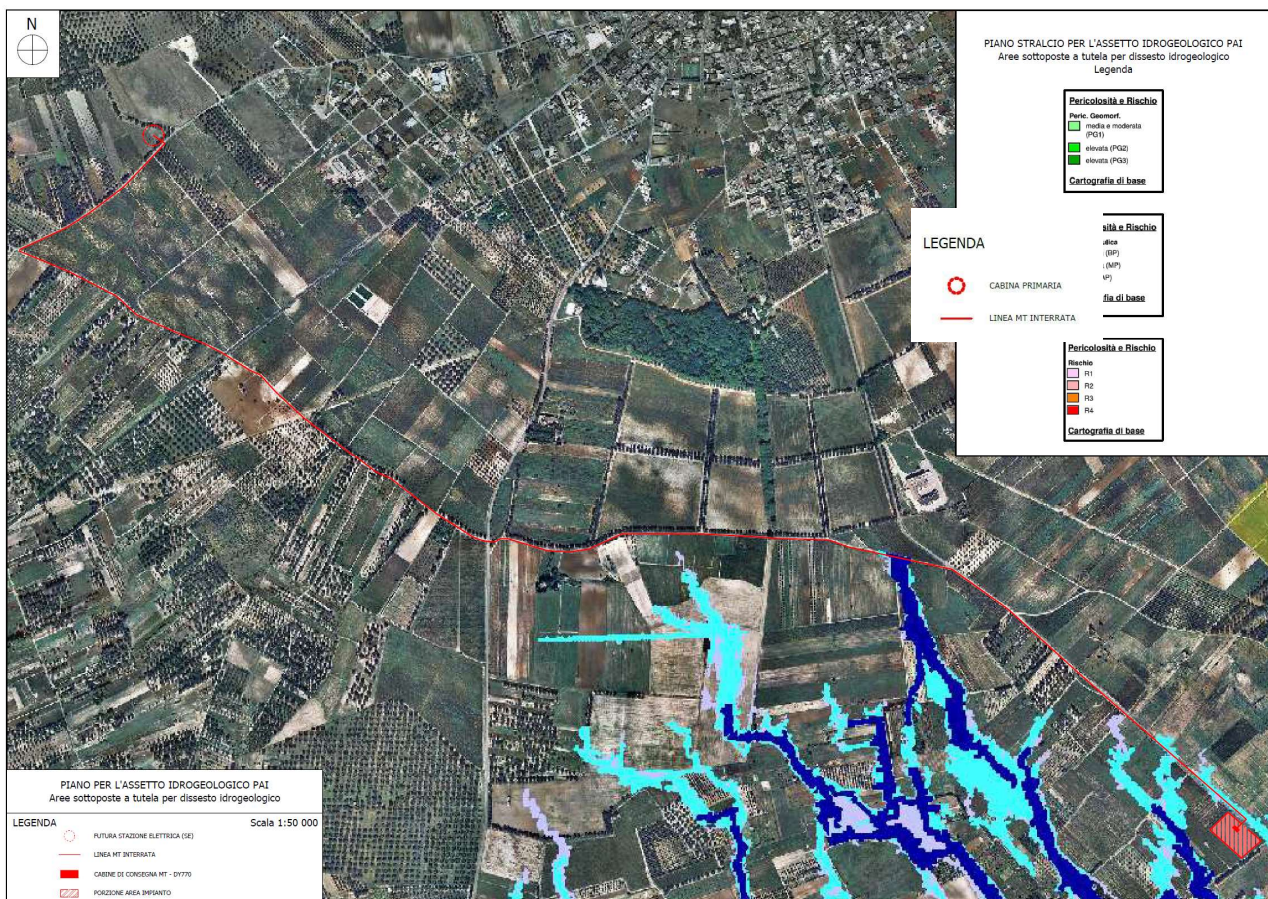 N
PIANO STRALCIO PER L'ASSETTO IDROGEOLOGICO PAI
Aree sottoposte a tutela per dissesto idrogeologico
Legenda
Pericolosità e Rischio
Peric. Geomorf.
media e moderata
(PG1)
elevata (PG2)
elevata (PG3)
Cartografia di base
LEGENDA
CABINA PRIMARIA
LINEA MT INTERRATA
sità e Rischio
(BP)
(MP)
AP)
fia di base
Pericolosità e Rischio
Rischio
R1
R2
R3
R4
Cartografia di base
PIANO PER L'ASSETTO IDROGEOLOGICO PAI
Aree sottoposte a tutela per dissesto idrogeologico
LEGENDA Scala 1:50 000
FUTURA STAZIONE ELETTRICA (SE)
LINEA MT INTERRATA
CABINE DI CONSEGNA MT - DY770
PORZIONE AREA IMPIANTO